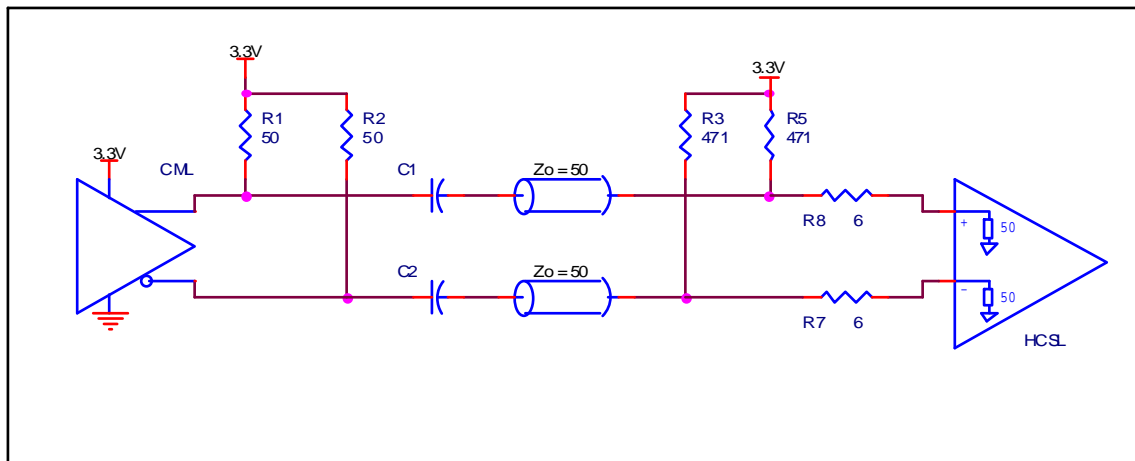 3.3V
3.3V
R1
50
R2
50
R3
471
R5
471
3.3V
CML
C1
Zo = 50
R8 6
+
50
C2
Zo = 50
R7 6
-
50
HCSL